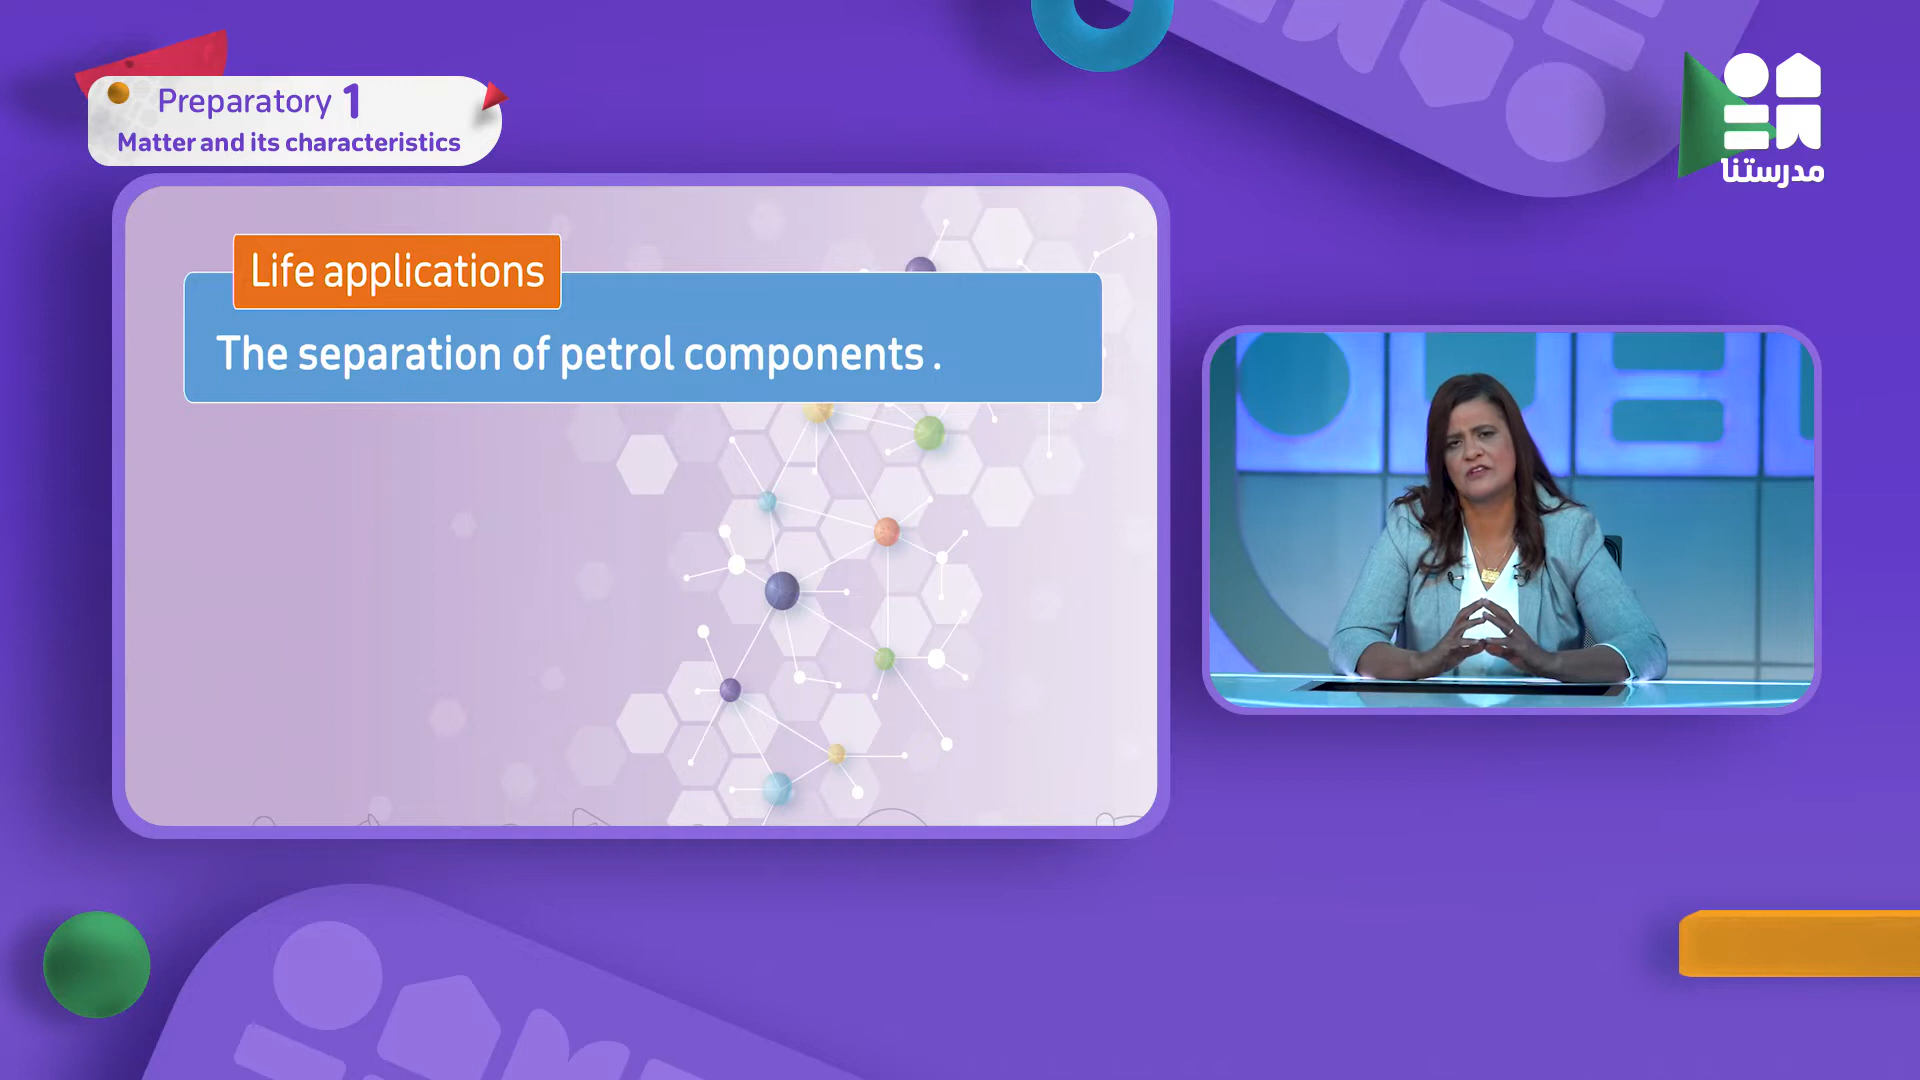 Preparatory 1
Matter and its characteristics
مدرستنا
Life applications
The separation of petrol components .